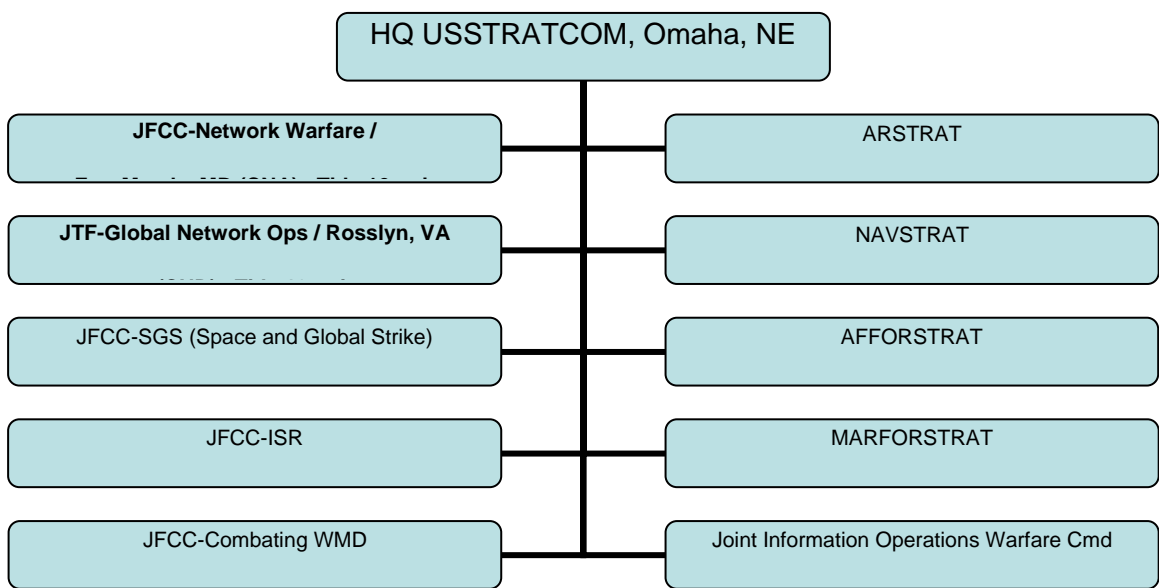 HQ USSTRATCOM, Omaha, NE
JFCC-Network Warfare /
JTF-Global Network Ops / Rosslyn, VA
JFCC-SGS (Space and Global Strike)
JFCC-ISR
JFCC-Combating WMD
ARSTRAT
NAVSTRAT
AFFORSTRAT
MARFORSTRAT
Joint Information Operations Warfare Cmd